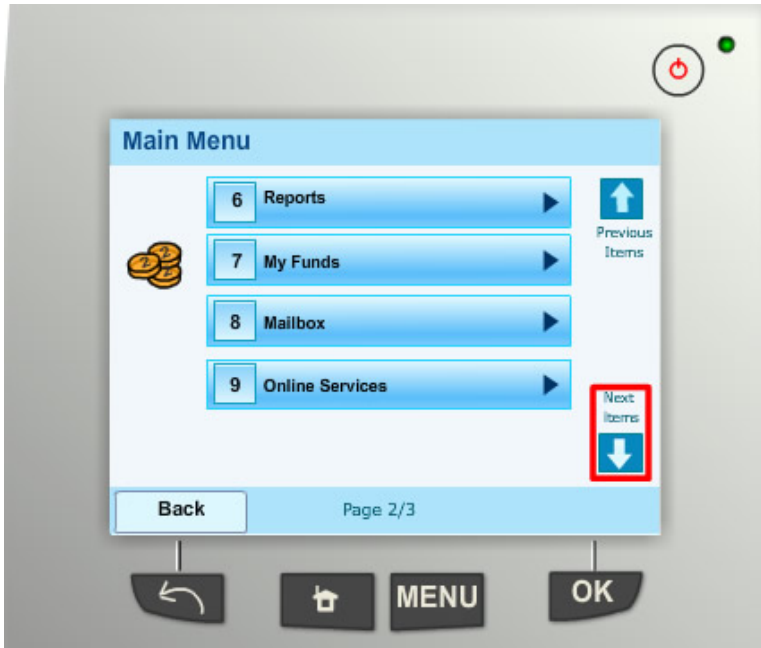 Main Menu
6 Reports
Previous
Items
7 My Funds
8 Mailbox
9 Online Services
Next
Items
Back
Page 2/3
MENU
OK